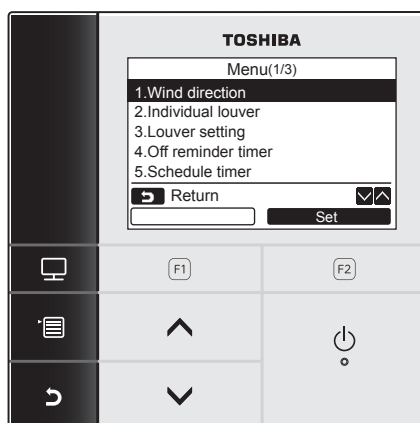 TOSHIBA
Menu(1/3)
1.Wind direction
2.Individual louver
3.Louver setting
4.Off reminder timer
5.Schedule timer
Return
Set
F1
F2